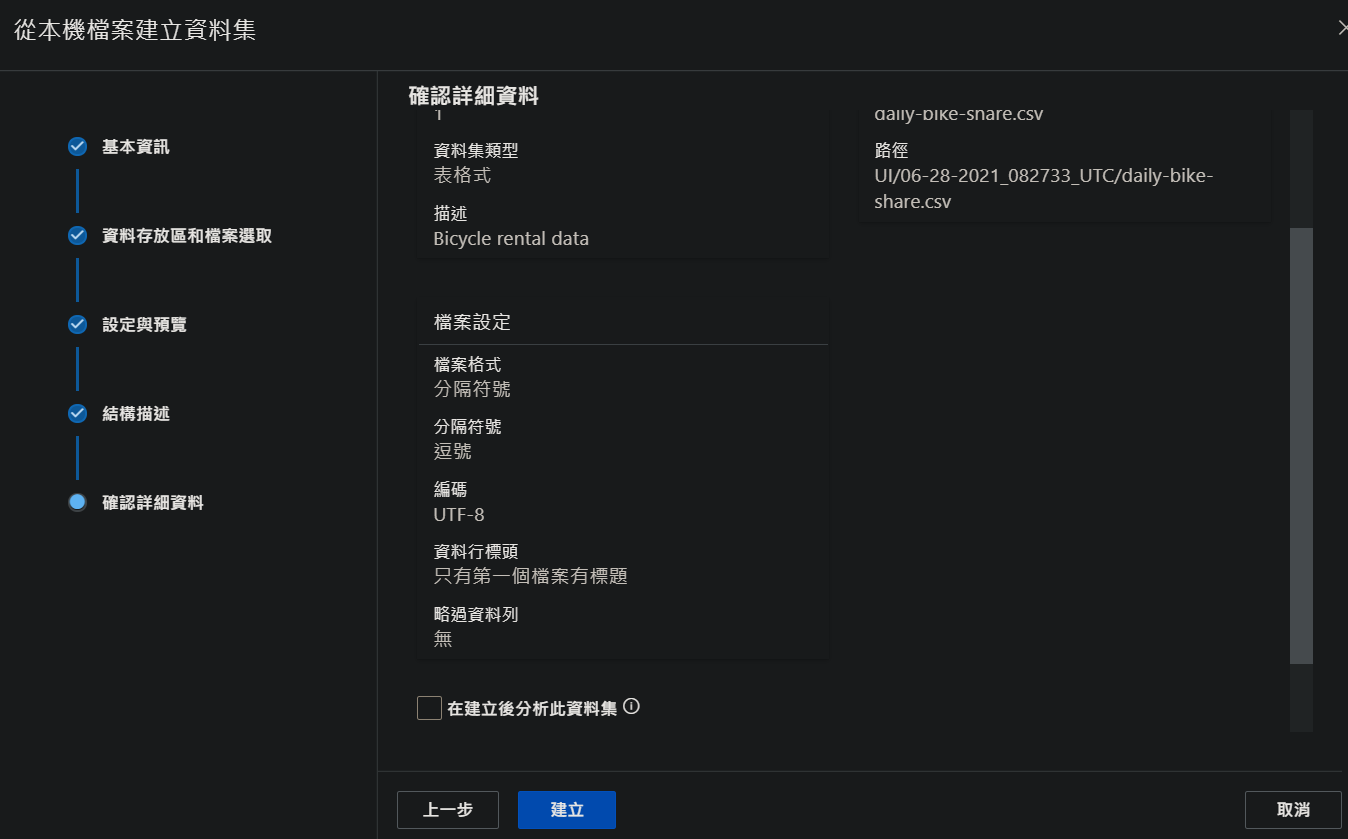 從本機檔案建立資料集
基本資訊
資料存放區和檔案選取
設定與預覽
結構描述
確認詳細資料
確認詳細資料
1
資料集類型
表格式
描述
Bicycle rental data
daily-bike-share.csv
路徑
UI/06-28-2021_082733_UTC/daily-bike-
share.csv
檔案設定
檔案格式
分隔符號
分隔符號
逗號
編碼
UTF-8
資料行標頭
只有第一個檔案有標題
略過資料列
無
在建立後分析此資料集
上一步
建立
取消